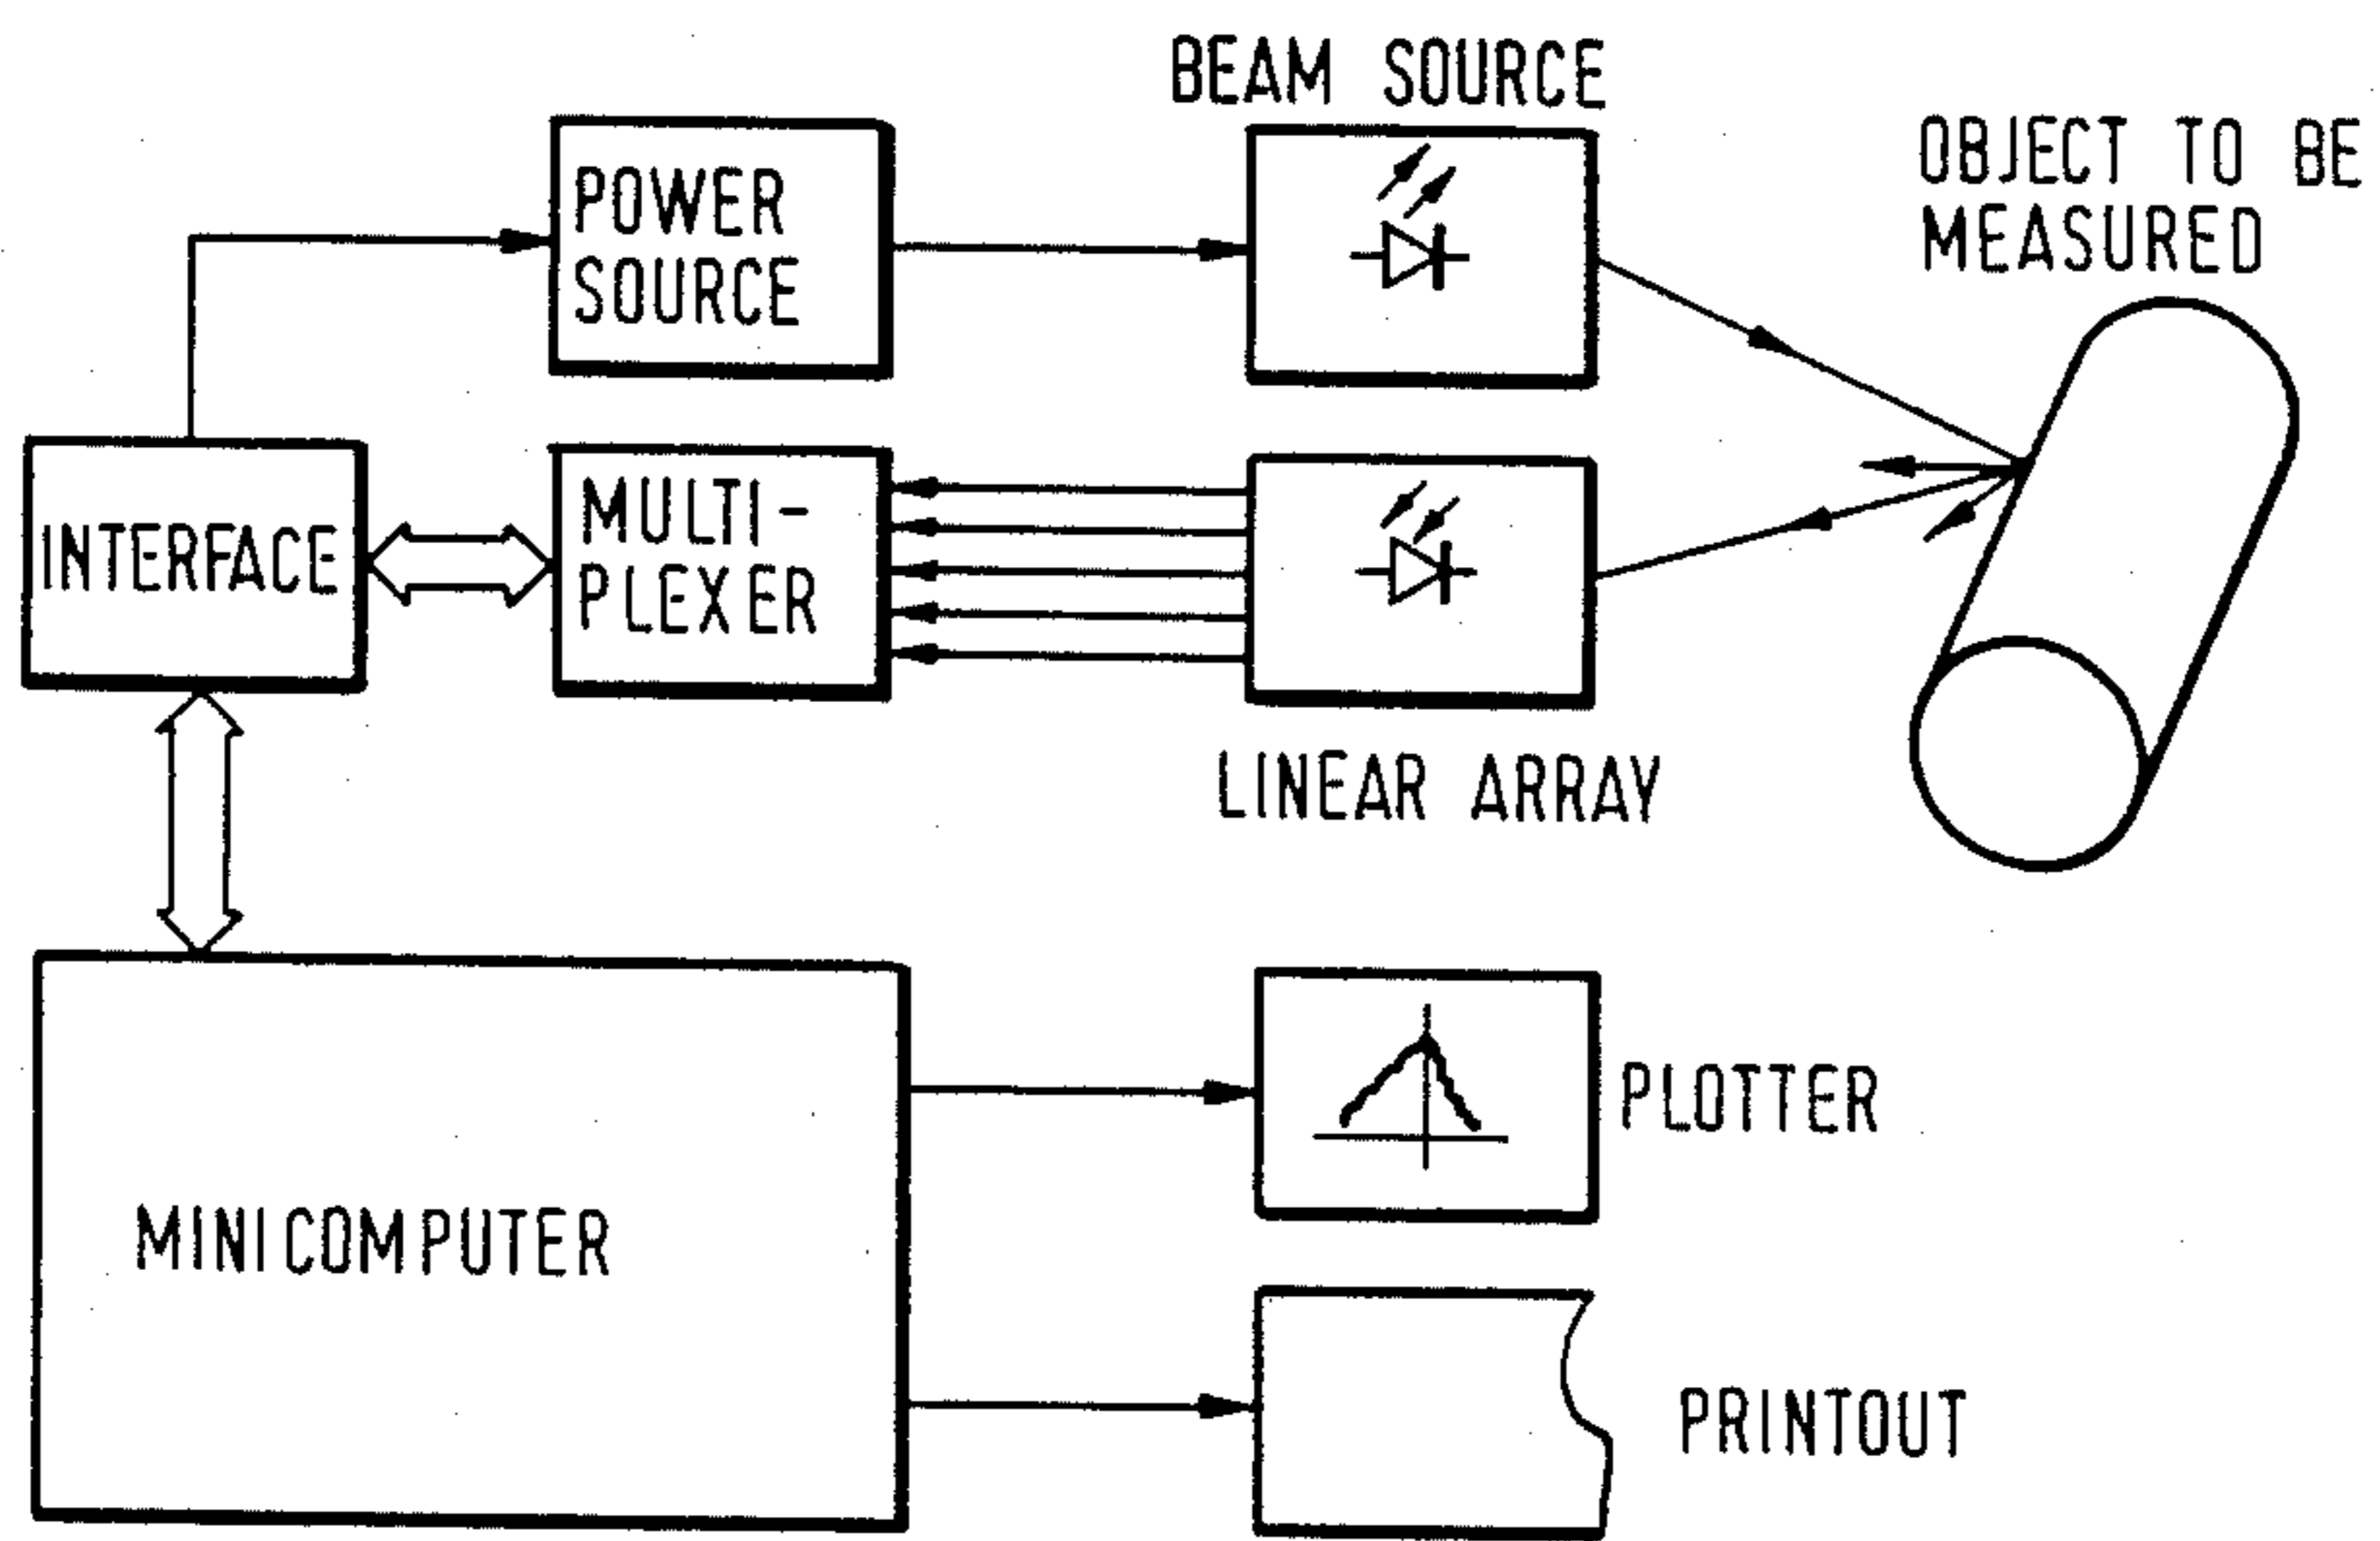 BEAM SOURCE
OBJECT TO BE
MEASURED
POWER
SOURCE
INTERFACE
MULTI-
PLEXER
LINEAR ARRAY
PLOTTER
MINICOMPUTER
PRINTOUT